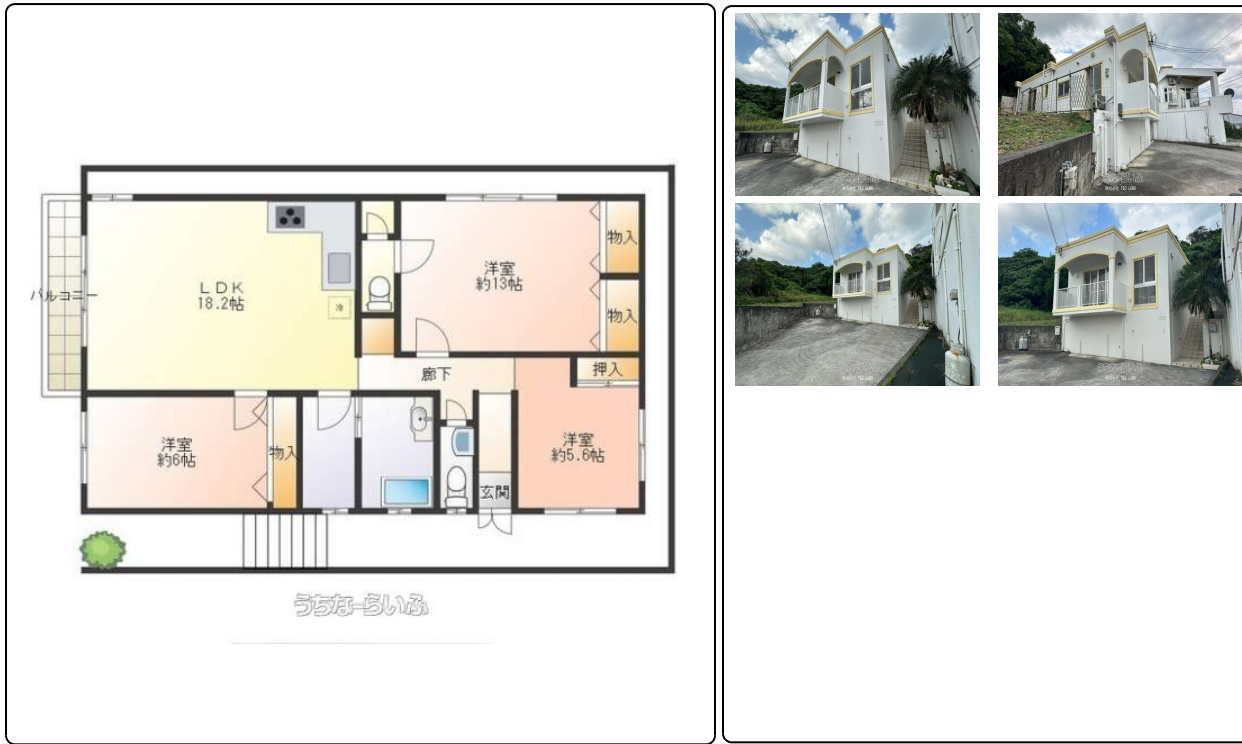 物入
洋室
約13帖
物入
LDK
18.2帖
冷
バルコニー
廊下
押入
洋室
約6帖
物入
洋室
約5.6帖
玄関
うちなーらいふ